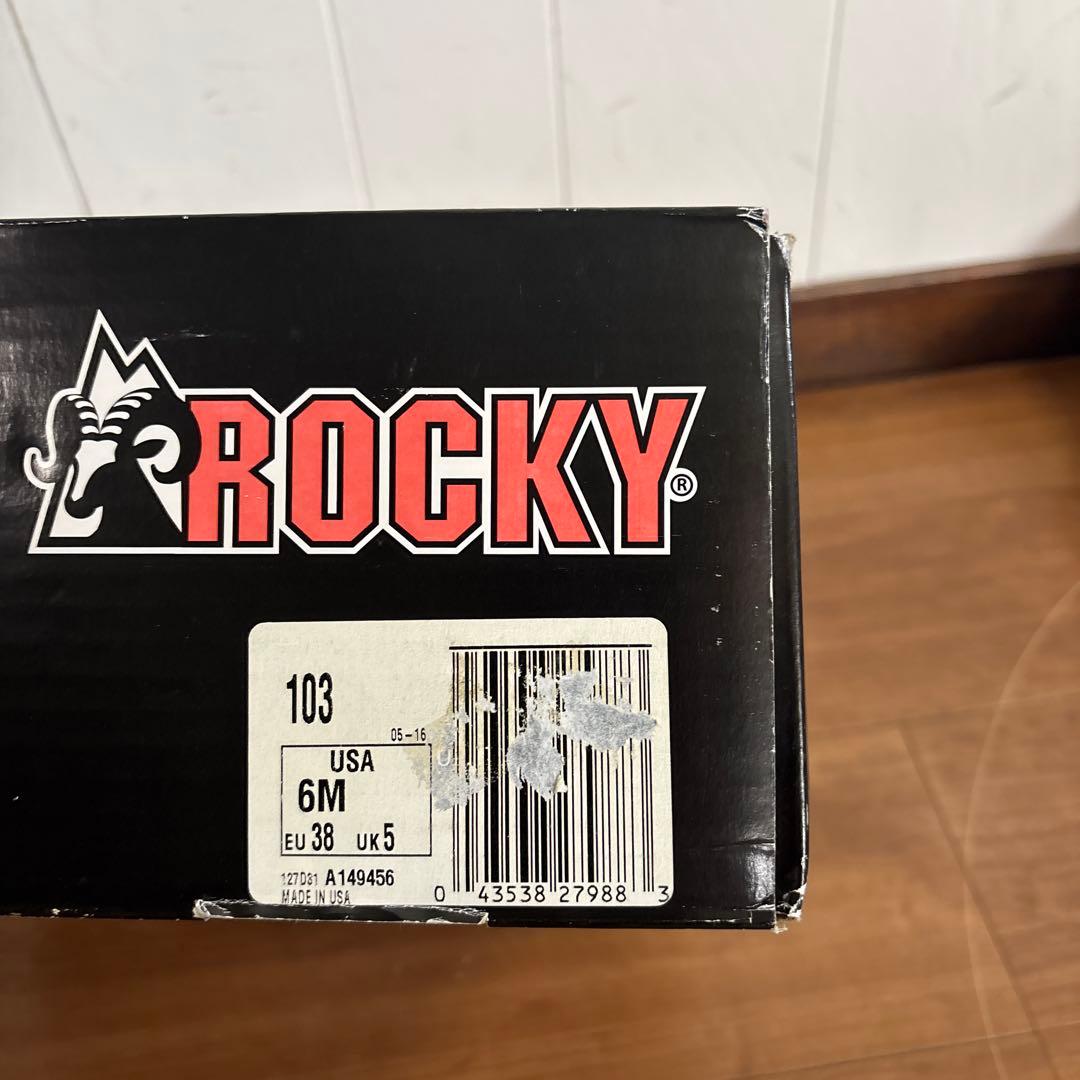 ROCKY®
103
05-16
USA
6M
EU 38 UK 5
127D31 A149456
MADE IN USA
0 43538 27988 3